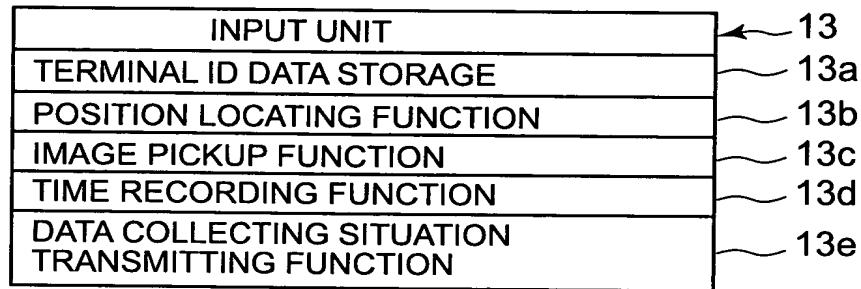 INPUT UNIT 13
TERMINAL ID DATA STORAGE 13a
POSITION LOCATING FUNCTION 13b
IMAGE PICKUP FUNCTION 13c
TIME RECORDING FUNCTION 13d
DATA COLLECTING SITUATION
TRANSMITTING FUNCTION 13e